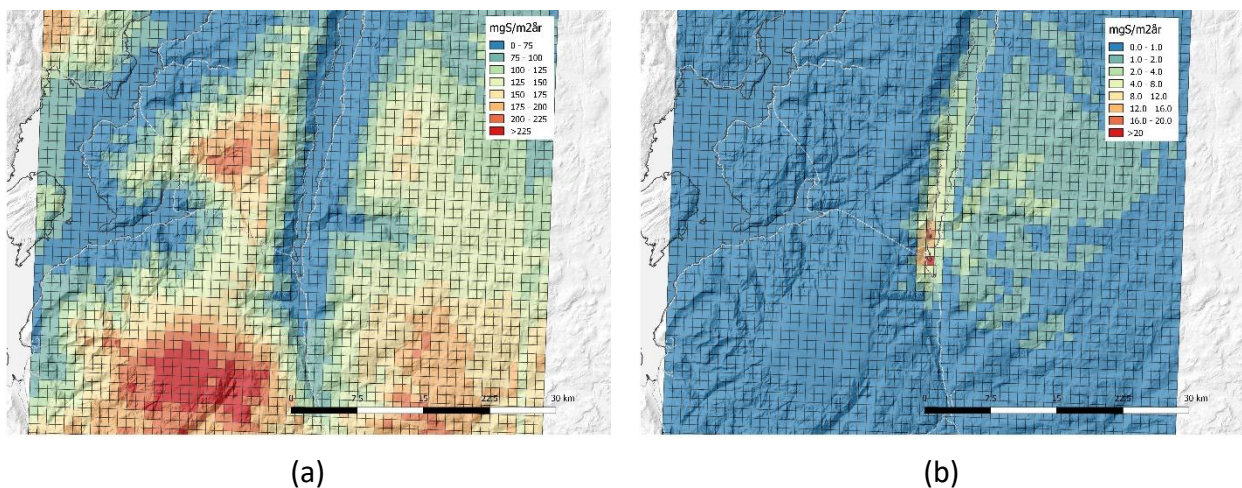 mgS/m2år
0 - 75
75 - 100
100 - 125
125 - 150
150 - 175
175 - 200
200 - 225
>225
0 7.5 15 22.5 30 km
(a)
mgS/m2år
0.0 - 1.0
1.0 - 2.0
2.0 - 4.0
4.0 - 8.0
8.0 - 12.0
12.0 - 16.0
16.0 - 20.0
>20
0 7.5 15 22.5 30 km
(b)